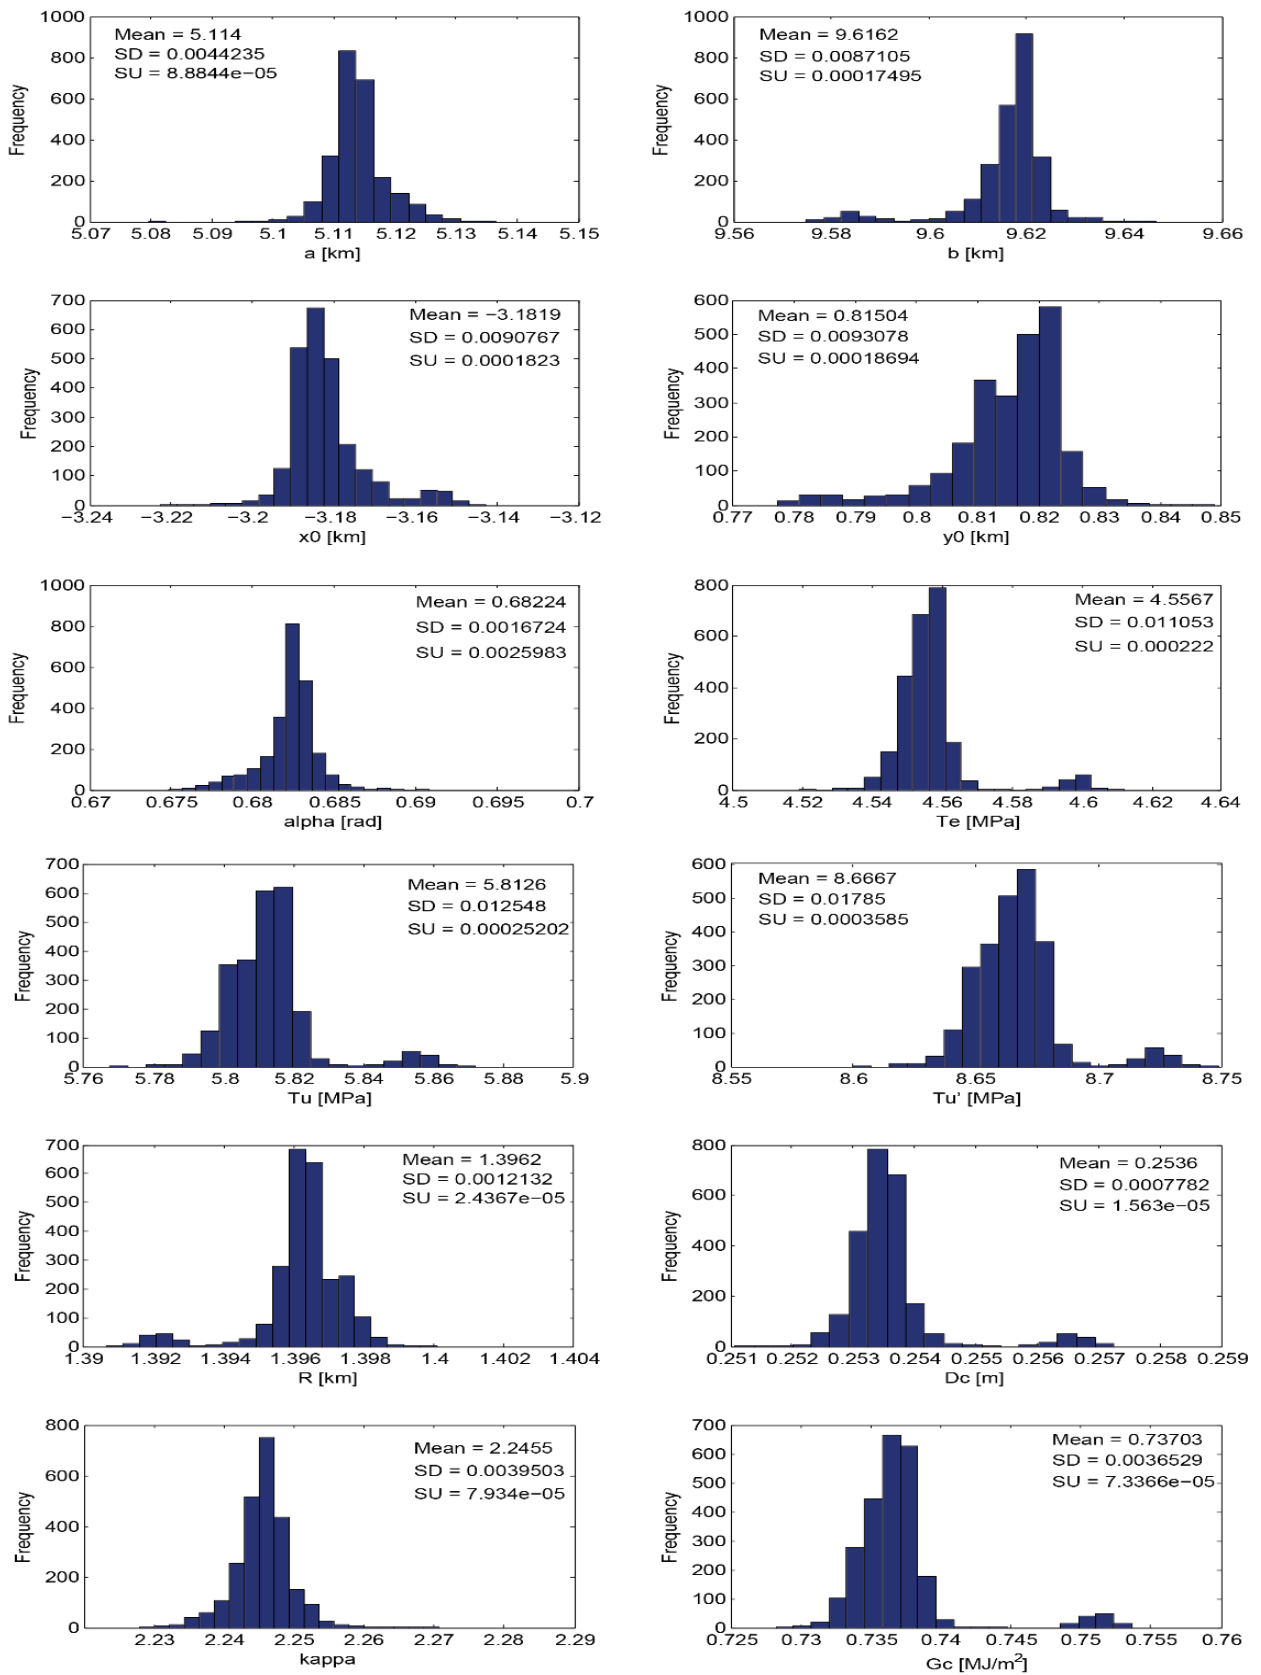 Mean = 5.114
SD = 0.0044235
SU = 8.8844e−05
Frequency
1000
800
600
400
200
0
5.07 5.08 5.09 5.1 5.11 5.12 5.13 5.14 5.15
a [km]
Mean = 9.6162
SD = 0.0087105
SU = 0.00017495
Frequency
1000
800
600
400
200
0
9.56 9.58 9.6 9.62 9.64 9.66
b [km]
Mean = −3.1819
SD = 0.0090767
SU = 0.0001823
Frequency
700
600
500
400
300
200
100
0
−3.24 −3.22 −3.2 −3.18 −3.16 −3.14 −3.12
x0 [km]
Mean = 0.81504
SD = 0.0093078
SU = 0.00018694
Frequency
600
500
400
300
200
100
0
0.77 0.78 0.79 0.8 0.81 0.82 0.83 0.84 0.85
y0 [km]
Mean = 0.68224
SD = 0.0016724
SU = 0.0025983
Frequency
1000
800
600
400
200
0
0.67 0.675 0.68 0.685 0.69 0.695 0.7
alpha [rad]
Mean = 4.5567
SD = 0.011053
SU = 0.000222
Frequency
800
600
400
200
0
4.5 4.52 4.54 4.56 4.58 4.6 4.62 4.64
Te [MPa]
Mean = 5.8126
SD = 0.012548
SU = 0.00025202
Frequency
700
600
500
400
300
200
100
0
5.76 5.78 5.8 5.82 5.84 5.86 5.88 5.9
Tu [MPa]
Mean = 8.6667
SD = 0.01785
SU = 0.0003585
Frequency
600
500
400
300
200
100
0
8.55 8.6 8.65 8.7 8.75
Tu' [MPa]
Mean = 1.3962
SD = 0.0012132
SU = 2.4367e−05
Frequency
700
600
500
400
300
200
100
0
1.39 1.392 1.394 1.396 1.398 1.4 1.402 1.404
R [km]
Mean = 0.2536
SD = 0.0007782
SU = 1.563e−05
Frequency
800
600
400
200
0
0.251 0.252 0.253 0.254 0.255 0.256 0.257 0.258 0.259
Dc [m]
Mean = 2.2455
SD = 0.0039503
SU = 7.934e−05
Frequency
800
600
400
200
0
2.23 2.24 2.25 2.26 2.27 2.28 2.29
kappa
Mean = 0.73703
SD = 0.0036529
SU = 7.3366e−05
Frequency
700
600
500
400
300
200
100
0
0.725 0.73 0.735 0.74 0.745 0.75 0.755 0.76
Gc [MJ/m²]